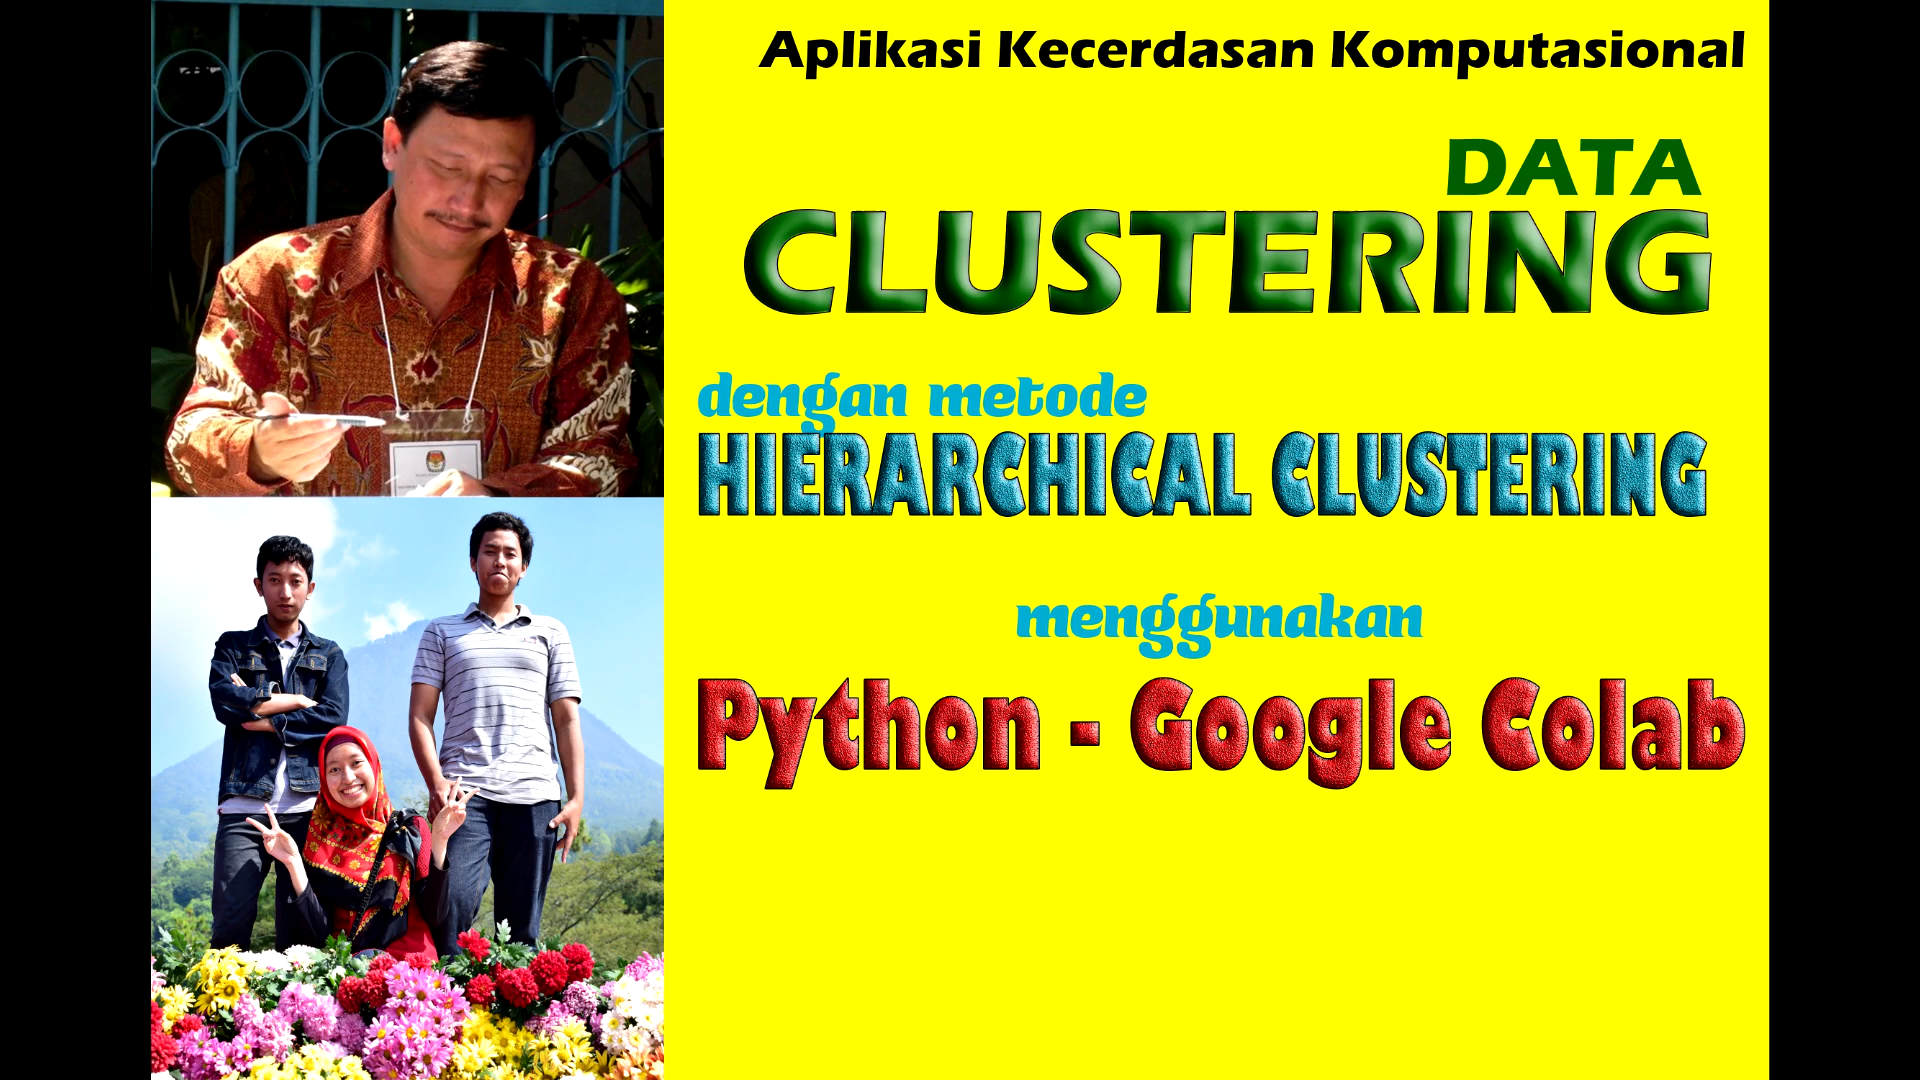 Aplikasi Kecerdasan Komputasional
DATA
CLUSTERING
dengan metode
HIERARCHICAL CLUSTERING
menggunakan
Python - Google Colab